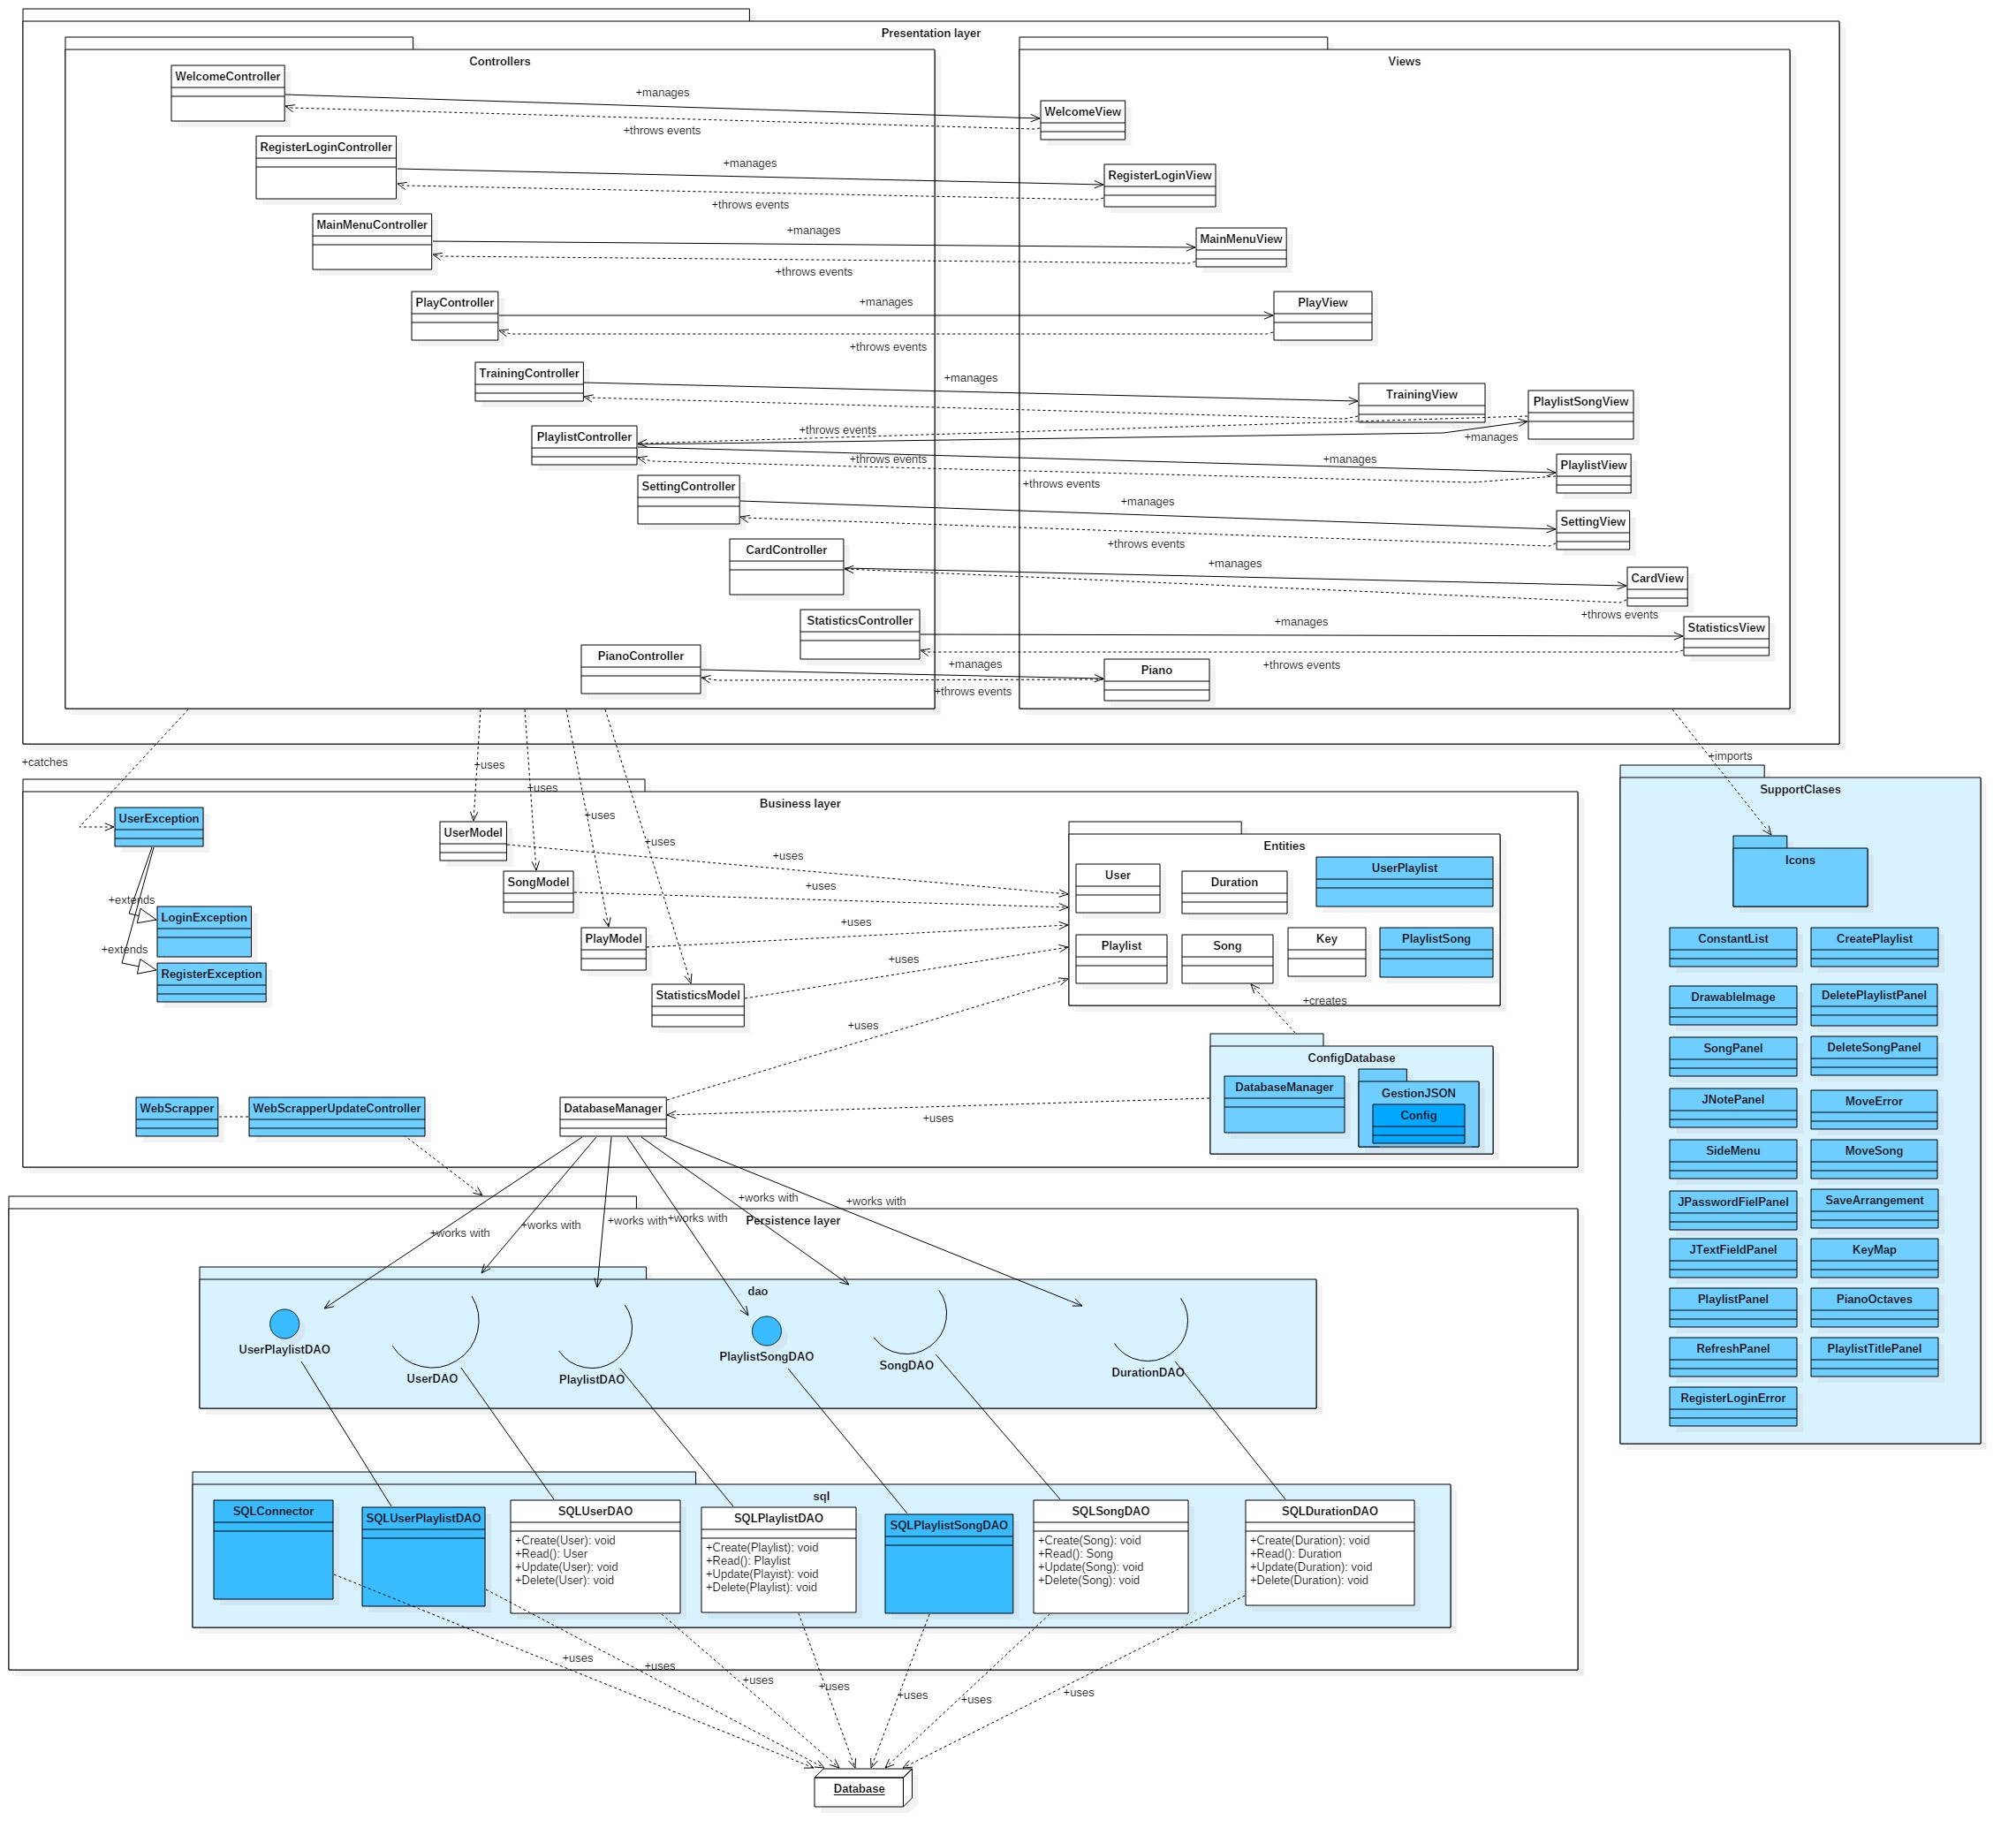 Presentation layer
Controllers
Views
WelcomeController
+manages
WelcomeView
+throws events
RegisterLoginController
+manages
RegisterLoginView
+throws events
MainMenuController
+manages
MainMenuView
+throws events
PlayController
+manages
PlayView
+throws events
TrainingController
+manages
TrainingView
PlaylistSongView
+throws events
PlaylistController
+manages
+throws events
+manages
PlaylistView
+throws events
SettingController
+manages
SettingView
+throws events
CardController
+manages
CardView
+throws events
StatisticsController
+manages
StatisticsView
PianoController
+manages
Piano
+throws events
+throws events
+catches
+uses
+uses
+uses
+uses
+imports
Business layer
UserException
+extends
LoginException
+extends
RegisterException
UserModel
+uses
SongModel
+uses
PlayModel
+uses
StatisticsModel
+uses
+uses
Entities
User
Duration
UserPlaylist
Playlist
Song
Key
PlaylistSong
+creates
ConfigDatabase
DatabaseManager
GestionJSON
Config
WebScrapper
WebScrapperUpdateController
DatabaseManager
+uses
SupportClases
Icons
ConstantList
CreatePlaylist
DrawableImage
DeletePlaylistPanel
SongPanel
DeleteSongPanel
JNotePanel
MoveError
SideMenu
MoveSong
JPasswordFielPanel
SaveArrangement
JTextFieldPanel
KeyMap
PlaylistPanel
PianoOctaves
RefreshPanel
PlaylistTitlePanel
RegisterLoginError
Persistence layer
+works with
+works with
+works with
+works with
+works with
+works with
dao
UserPlaylistDAO
UserDAO
PlaylistDAO
PlaylistSongDAO
SongDAO
DurationDAO
sql
SQLConnector
SQLUserPlaylistDAO
SQLUserDAO
+Create(User): void
+Read(): User
+Update(User): void
+Delete(User): void
SQLPlaylistDAO
+Create(Playlist): void
+Read(): Playlist
+Update(Playist): void
+Delete(Playlist): void
SQLPlaylistSongDAO
SQLSongDAO
+Create(Song): void
+Read(): Song
+Update(Song): void
+Delete(Song): void
SQLDurationDAO
+Create(Duration): void
+Read(): Duration
+Update(Duration): void
+Delete(Duration): void
+uses
+uses
+uses
+uses
+uses
+uses
+uses
Database